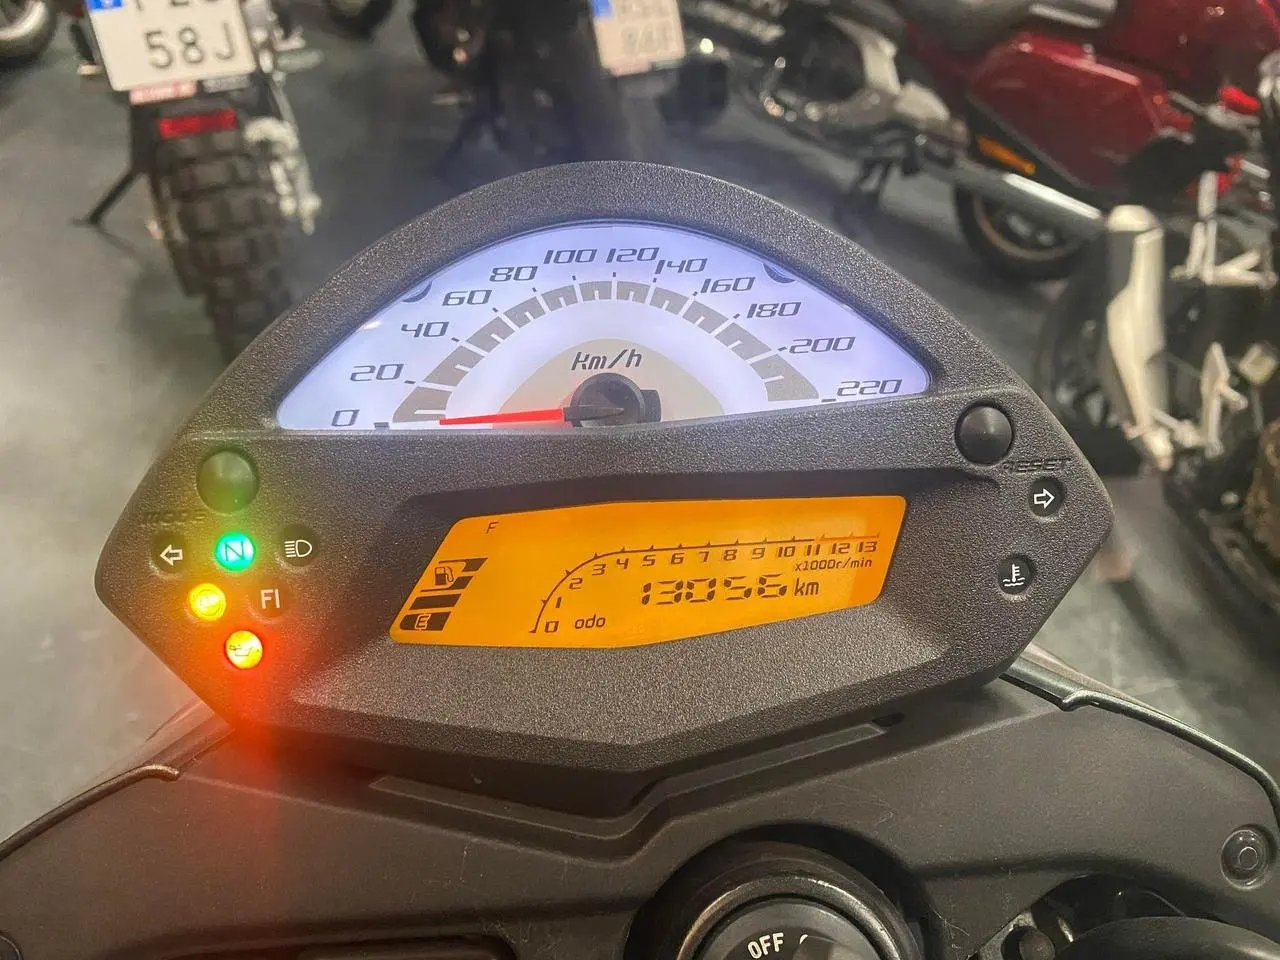 58J
0 20 40 60 80 100 120 140 160 180 200 220
km/h
RESET
N
FI
F
E
0 1 2 3 4 5 6 7 8 9 10 11 12 13
x1000r/min
odo 13056 km
OFF